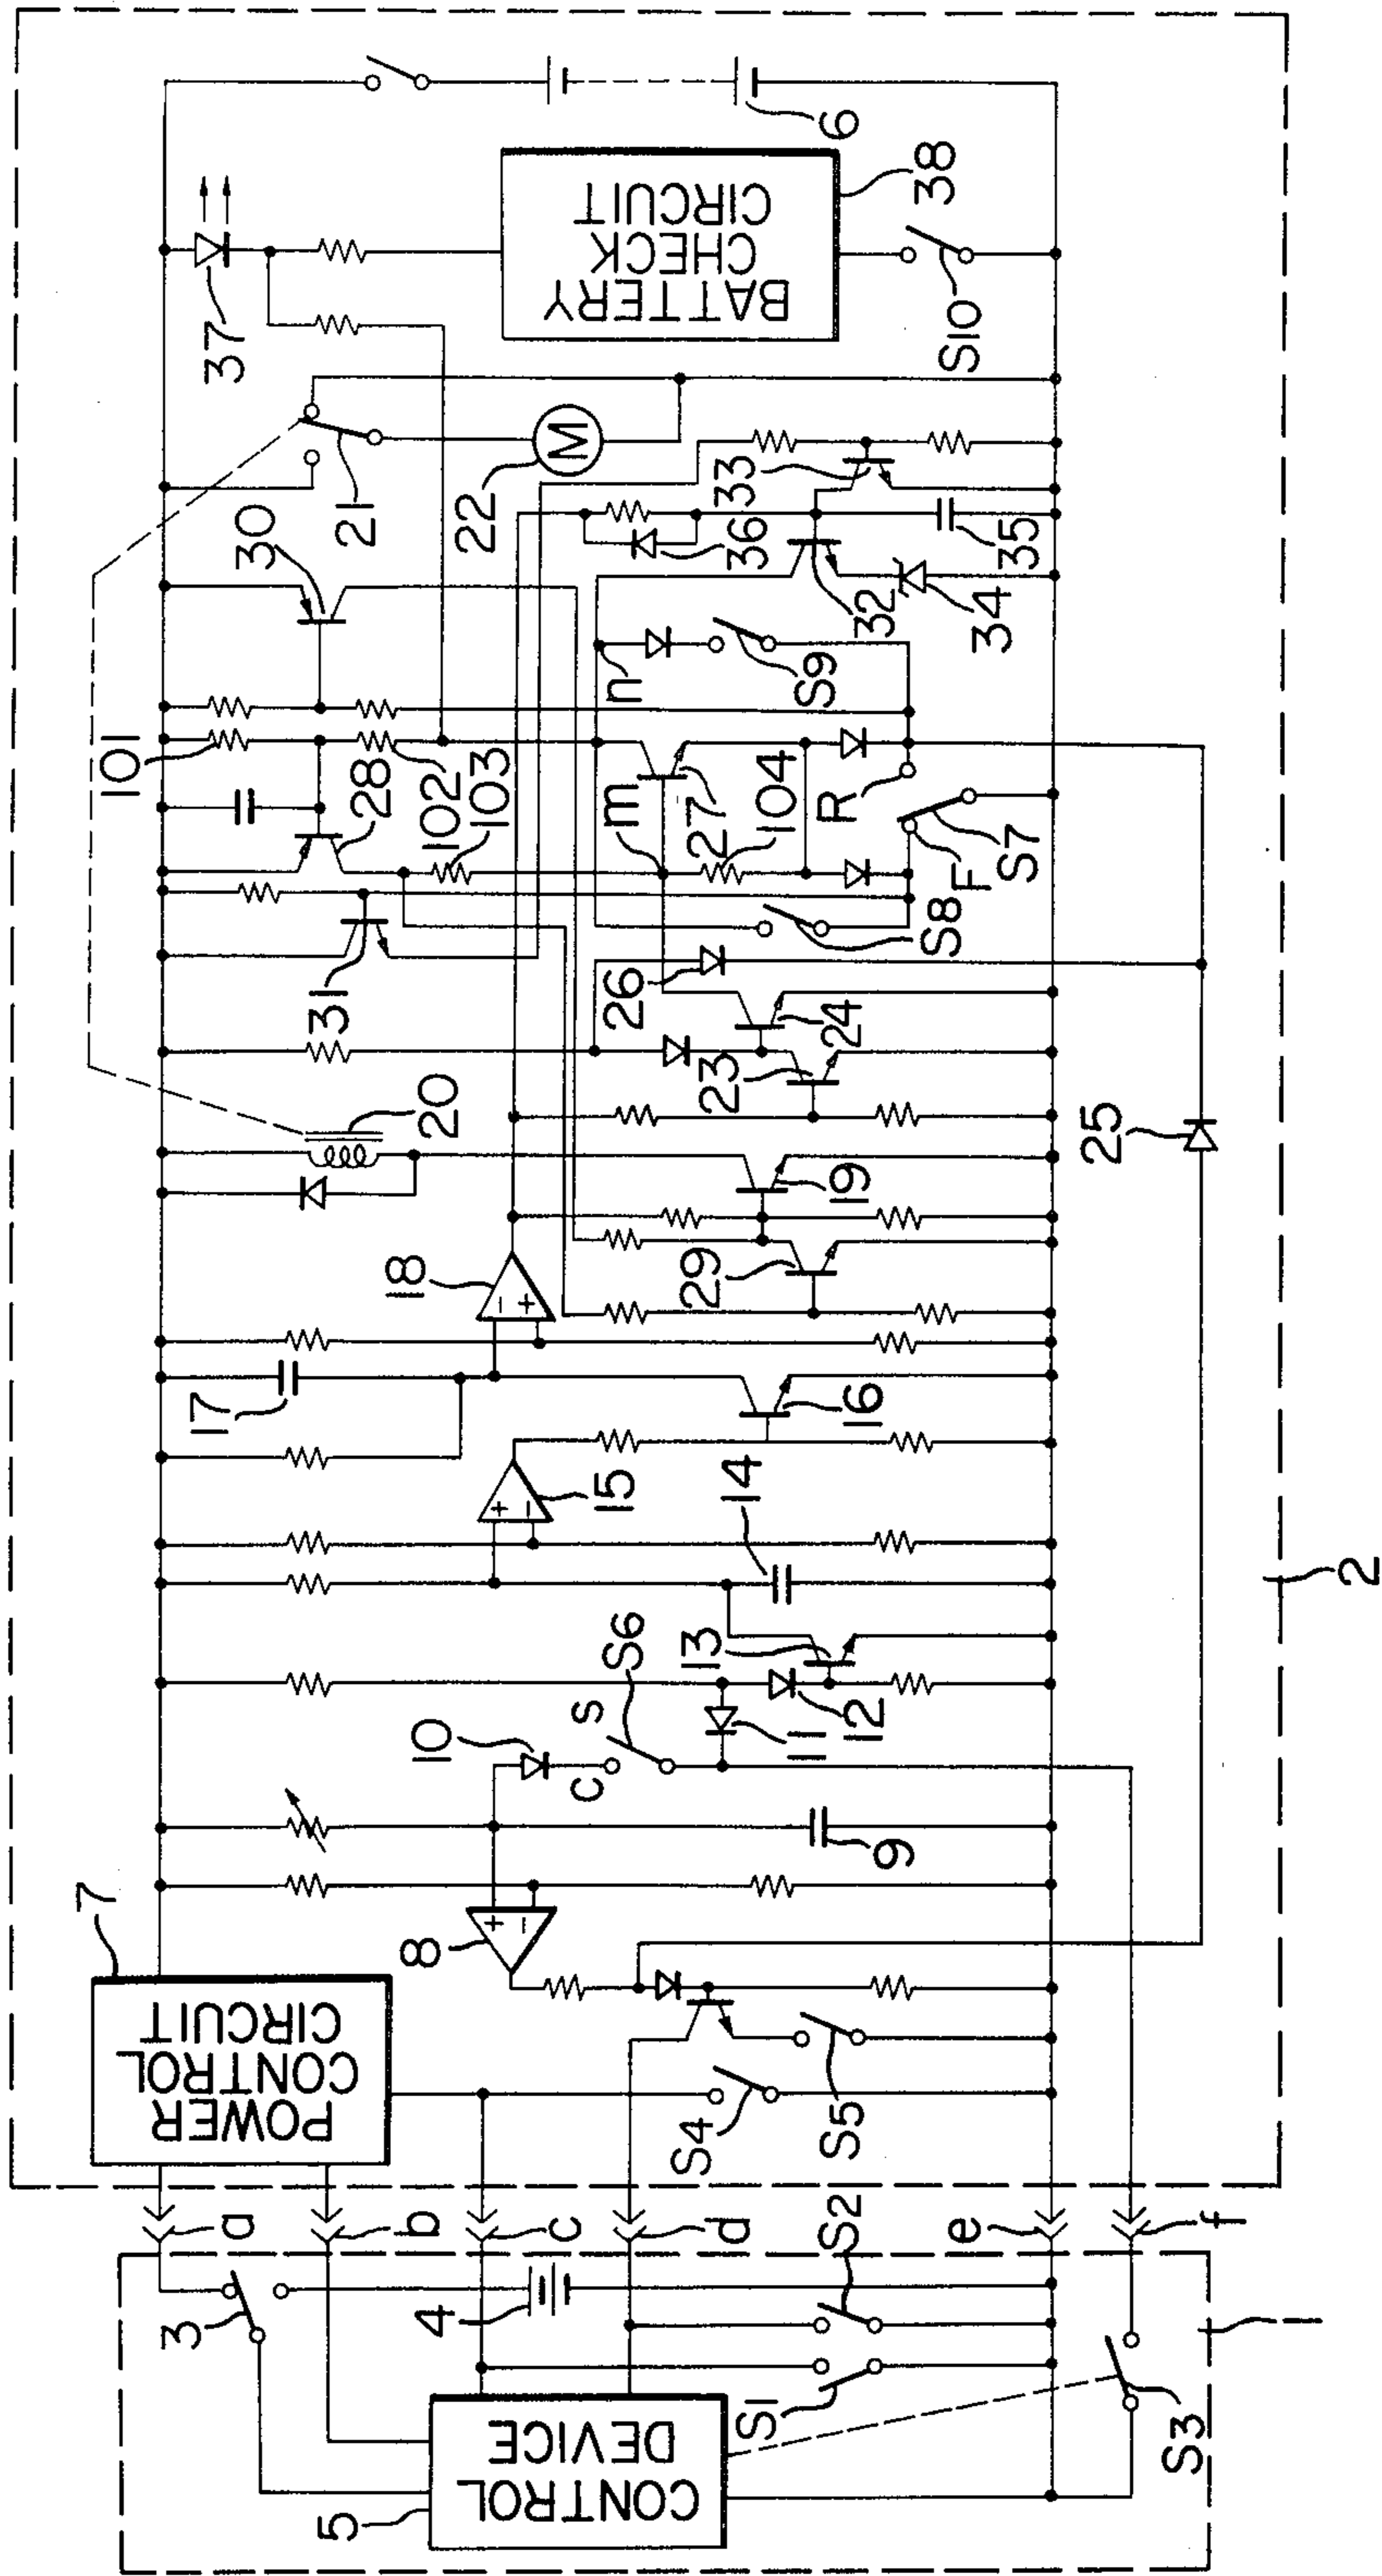 6
BATTERY
CHECK
CIRCUIT
38
S10
37
21
22
M
30
36
33
35
32
34
n
S9
101
28
102
103
m
27
104
R
F
S7
S8
31
26
24
23
20
25
19
29
18
−
+
17
16
15
+
−
14
2
13
S6
s
12
11
10
c
9
8
+
−
7
POWER
CONTROL
CIRCUIT
S4
S5
a
b
c
d
e
f
3
4
S2
S1
S3
1
5
CONTROL
DEVICE